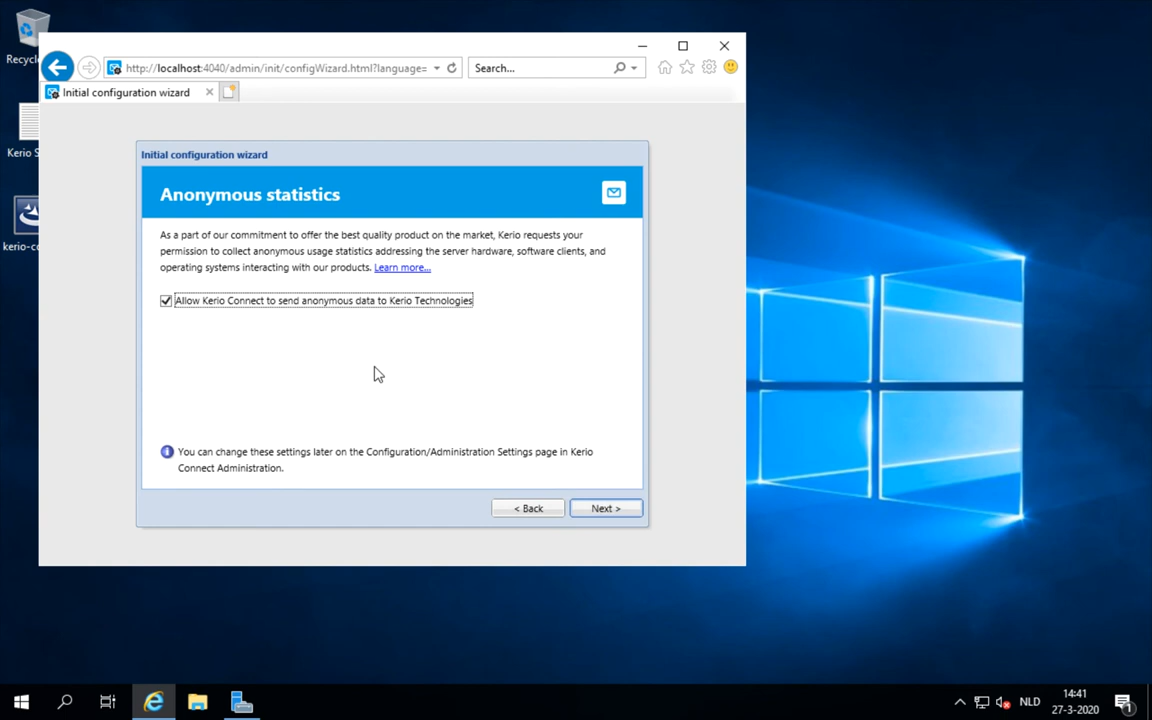 Recycl
Kerio S
kerio-co
http://localhost:4040/admin/init/configWizard.html?language=
Search...
Initial configuration wizard
Initial configuration wizard
Anonymous statistics
As a part of our commitment to offer the best quality product on the market, Kerio requests your
permission to collect anonymous usage statistics addressing the server hardware, software clients, and
operating systems interacting with our products. Learn more...
Allow Kerio Connect to send anonymous data to Kerio Technologies
You can change these settings later on the Configuration/Administration Settings page in Kerio
Connect Administration.
< Back
Next >
NLD
14:41
27-3-2020
1